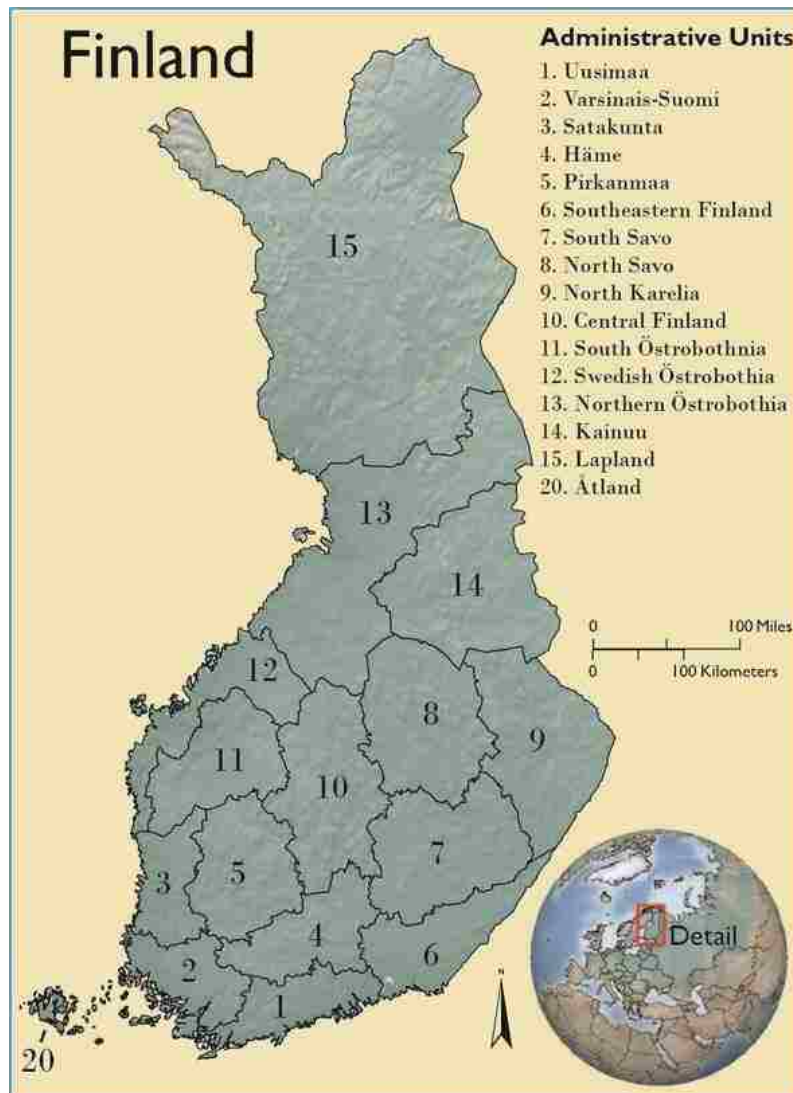 Finland
Administrative Units
1. Uusimaa
2. Varsinais-Suomi
3. Satakunta
4. Häme
5. Pirkanmaa
6. Southeastern Finland
7. South Savo
8. North Savo
9. North Karelia
10. Central Finland
11. South Östrobothnia
12. Swedish Östrobothia
13. Northern Östrobothia
14. Kainuu
15. Lapland
20. Åtland
15
13
14
0 100 Miles
0 100 Kilometers
12
8
9
11
10
7
5
3
4
6
2
1
20
Detail
N